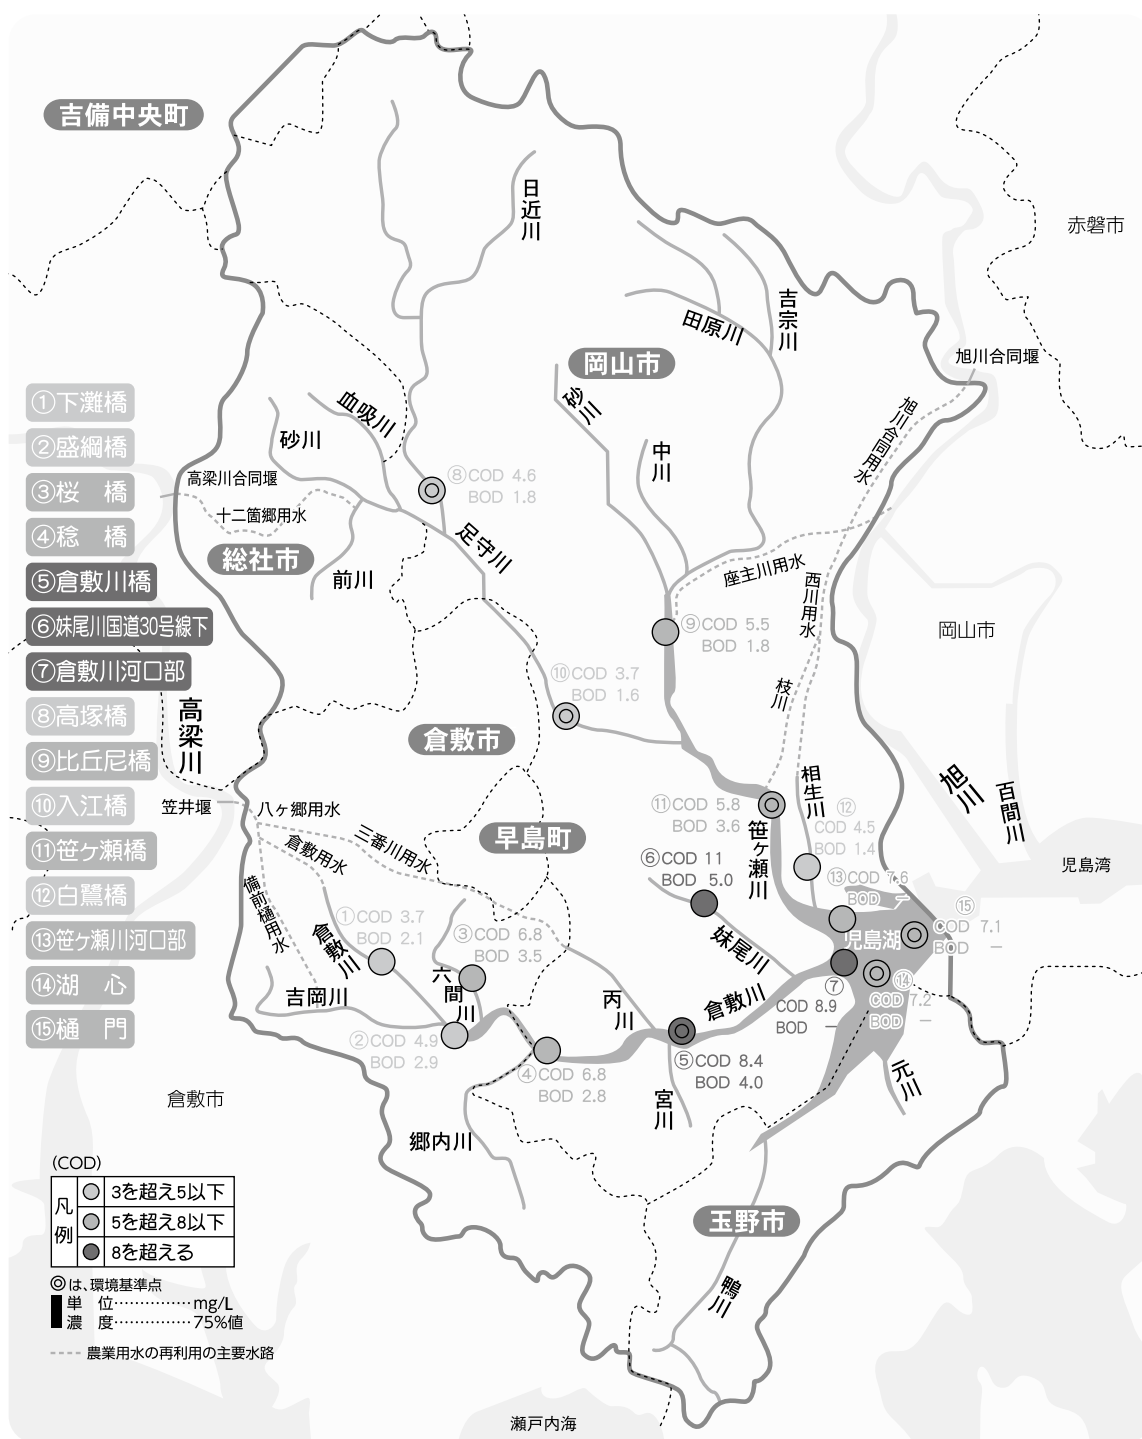 吉備中央町
日近川
赤磐市
吉宗川
田原川
岡山市
旭川合同堰
旭川合同用水
血吸川
砂川
砂川
中川
①下灘橋
②盛綱橋
③桜　橋
④稔　橋
⑤倉敷川橋
⑥妹尾川国道30号線下
⑦倉敷川河口部
⑧高塚橋
⑨比丘尼橋
⑩入江橋
⑪笹ヶ瀬橋
⑫白鷺橋
⑬笹ヶ瀬川河口部
⑭湖　心
⑮樋　門
高梁川合同堰
十二箇郷用水
総社市
前川
足守川
⑧COD 4.6
BOD 1.8
座主川用水
西川用水
岡山市
⑨COD 5.5
BOD 1.8
⑩COD 3.7
BOD 1.6
枝川
高梁川
倉敷市
笠井堰
八ヶ郷用水
三番川用水
倉敷用水
備前樋用水
早島町
⑪COD 5.8
BOD 3.6
笹ヶ瀬川
相生川
⑫
COD 4.5
BOD 1.4
旭川
百間川
児島湾
⑥COD 11
BOD 5.0
⑬COD 7.6
BOD －
⑮
COD 7.1
BOD －
児島湖
①COD 3.7
BOD 2.1
倉敷川
③COD 6.8
BOD 3.5
六間川
吉岡川
妹尾川
倉敷川
丙川
⑦
COD 8.9
BOD －
⑭
COD 7.2
BOD －
②COD 4.9
BOD 2.9
④COD 6.8
BOD 2.8
⑤COD 8.4
BOD 4.0
元川
宮川
倉敷市
郷内川
(COD)
凡例
3を超え5以下
5を超え8以下
8を超える
◎は、環境基準点
単　位……………mg/L
濃　度……………75%値
農業用水の再利用の主要水路
玉野市
鴨川
瀬戸内海